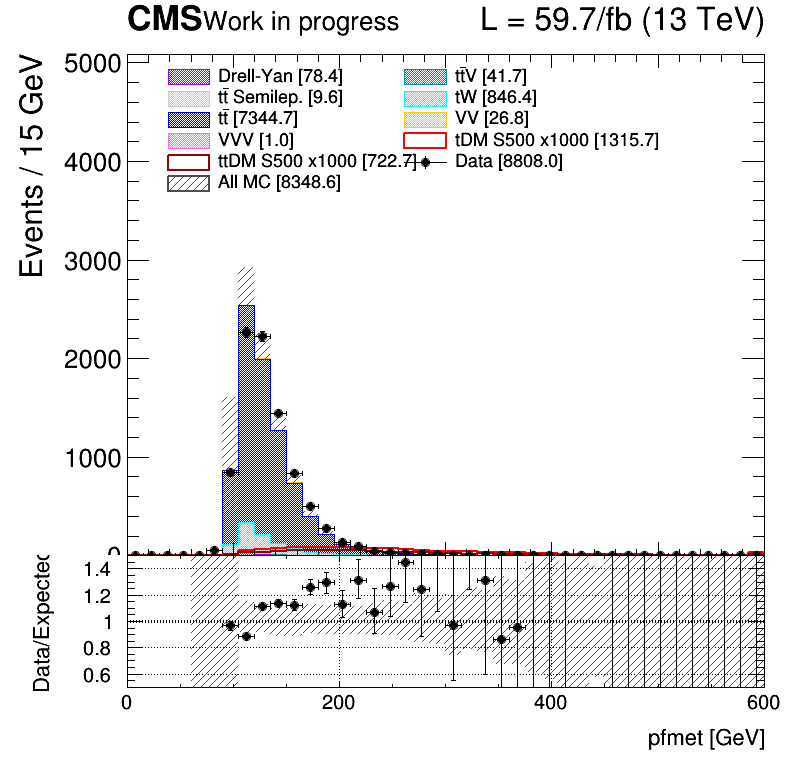 CMS Work in progress L = 59.7/fb (13 TeV)
Events / 15 GeV
5000
4000
3000
2000
1000
0
Drell-Yan [78.4] tt̄V [41.7]
tt̄ Semilep. [9.6] tW [846.4]
tt̄ [7344.7] VV [26.8]
VVV [1.0] tDM S500 x1000 [1315.7]
ttDM S500 x1000 [722.7] Data [8808.0]
All MC [8348.6]
Data/Expected
1.4
1.2
1
0.8
0.6
0 200 400 600
pfmet [GeV]